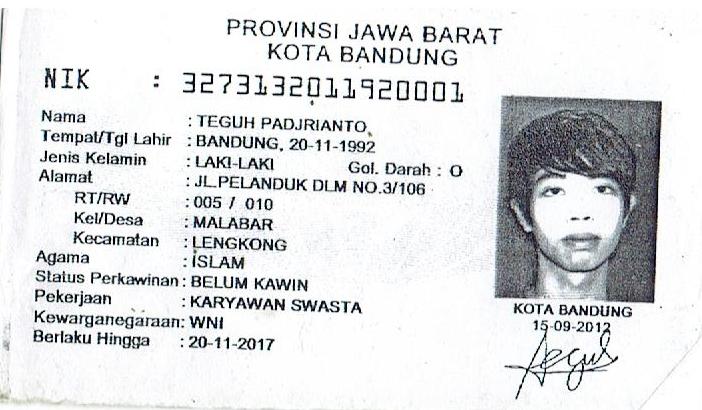 PROVINSI JAWA BARAT
KOTA BANDUNG
NIK : 3273132011920001
Nama : TEGUH PADJRIANTO,
Tempat/Tgl Lahir : BANDUNG, 20-11-1992
Jenis Kelamin : LAKI-LAKI Gol. Darah : O
Alamat : JL.PELANDUK DLM NO.3/106
RT/RW : 005 / 010
Kel/Desa : MALABAR
Kecamatan : LENGKONG
Agama : ISLAM
Status Perkawinan : BELUM KAWIN
Pekerjaan : KARYAWAN SWASTA
Kewarganegaraan: WNI
Berlaku Hingga : 20-11-2017
KOTA BANDUNG
15-09-2012